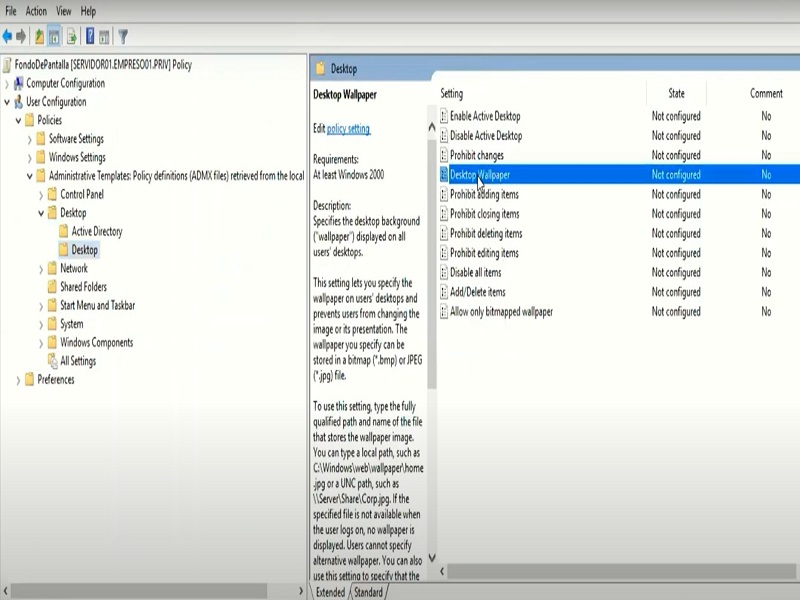 File Action View Help
FondoDePantalla [SERVIDOR01.EMPRESO01.PRIV] Policy
Computer Configuration
User Configuration
Policies
Software Settings
Windows Settings
Administrative Templates: Policy definitions (ADMX files) retrieved from the local
Control Panel
Desktop
Active Directory
Desktop
Network
Shared Folders
Start Menu and Taskbar
System
Windows Components
All Settings
Preferences
Desktop
Desktop Wallpaper
Edit policy setting
Requirements:
At least Windows 2000
Description:
Specifies the desktop background
("wallpaper") displayed on all
users' desktops.
This setting lets you specify the
wallpaper on users' desktops and
prevents users from changing the
image or its presentation. The
wallpaper you specify can be
stored in a bitmap (*.bmp) or JPEG
(*.jpg) file.
To use this setting, type the fully
qualified path and name of the file
that stores the wallpaper image.
You can type a local path, such as
C:\Windows\web\wallpaper\home
.jpg or a UNC path, such as
\\Server\Share\Corp.jpg. If the
specified file is not available when
the user logs on, no wallpaper is
displayed. Users cannot specify
alternative wallpaper. You can also
use this setting to specify that the
Setting State Comment
Enable Active Desktop Not configured No
Disable Active Desktop Not configured No
Prohibit changes Not configured No
Desktop Wallpaper Not configured No
Prohibit adding items Not configured No
Prohibit closing items Not configured No
Prohibit deleting items Not configured No
Prohibit editing items Not configured No
Disable all items Not configured No
Add/Delete items Not configured No
Allow only bitmapped wallpaper Not configured No
Extended Standard